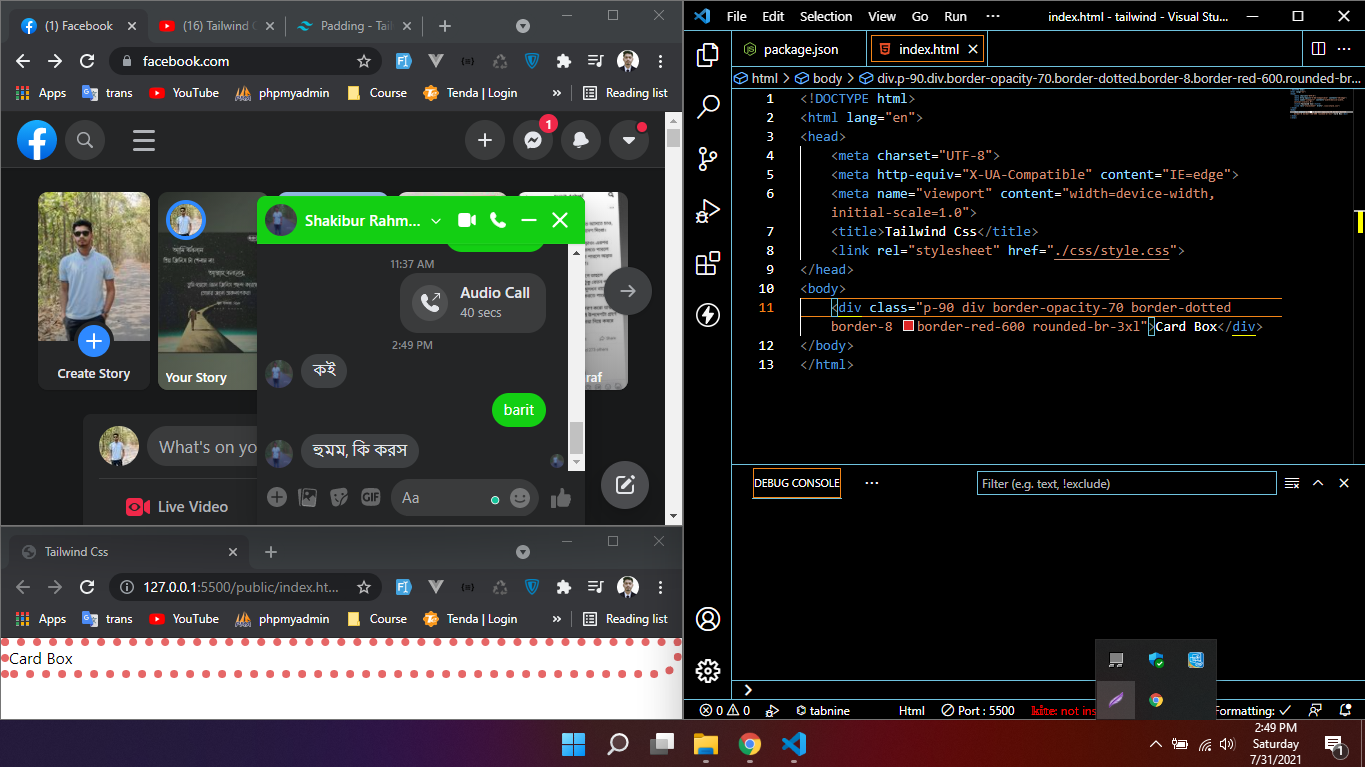 (1) Facebook
(16) Tailwind C
Padding - Tail
facebook.com
Apps
trans
YouTube
phpmyadmin
Course
Tenda | Login
»
Reading list
1
Create Story
Your Story
raf
What's on yo
Live Video
Shakibur Rahm...
11:37 AM
Audio Call
40 secs
2:49 PM
কই
barit
হুমম, কি করস
GIF
Aa
Tailwind Css
127.0.0.1:5500/public/index.ht...
Apps
trans
YouTube
phpmyadmin
Course
Tenda | Login
»
Reading list
Card Box
File Edit Selection View Go Run ···
index.html - tailwind - Visual Stu...
package.json
index.html
html > body > div.p-90.div.border-opacity-70.border-dotted.border-8.border-red-600.rounded-br...
1 <!DOCTYPE html>
2 <html lang="en">
3 <head>
4 <meta charset="UTF-8">
5 <meta http-equiv="X-UA-Compatible" content="IE=edge">
6 <meta name="viewport" content="width=device-width,
initial-scale=1.0">
7 <title>Tailwind Css</title>
8 <link rel="stylesheet" href="./css/style.css">
9 </head>
10 <body>
11 <div class="p-90 div border-opacity-70 border-dotted
border-8 border-red-600 rounded-br-3xl">Card Box</div>
12 </body>
13 </html>
DEBUG CONSOLE
Filter (e.g. text, !exclude)
0 0
tabnine
Html
Port : 5500
kite: not ins
Formatting:
2:49 PM
Saturday
7/31/2021
1